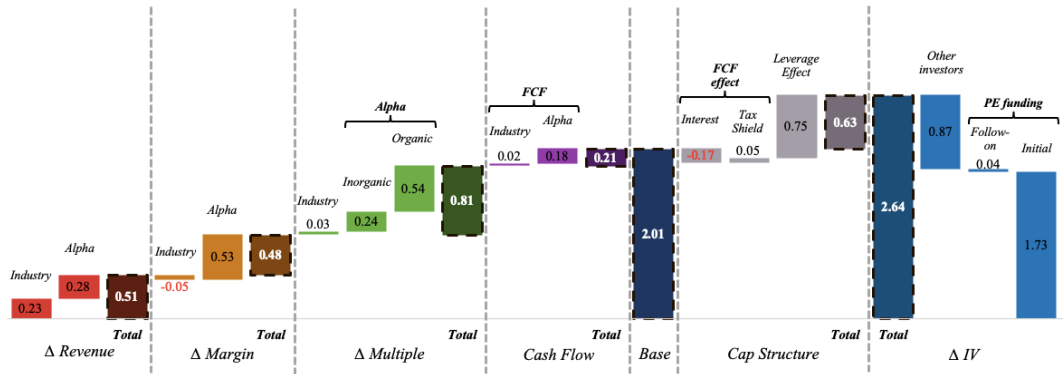 Industry
0.23
Alpha
0.28
0.51
Total
Δ Revenue
Industry
-0.05
Alpha
0.53
0.48
Total
Δ Margin
Industry
0.03
Alpha
Inorganic
0.24
Organic
0.54
0.81
Total
Δ Multiple
FCF
Industry
0.02
Alpha
0.18
0.21
Total
Cash Flow
2.01
Base
FCF
effect
Interest
-0.17
Tax
Shield
0.05
Leverage
Effect
0.75
0.63
Total
Cap Structure
2.64
Total
Other
investors
0.87
PE funding
Follow-
on
0.04
Initial
1.73
Δ IV